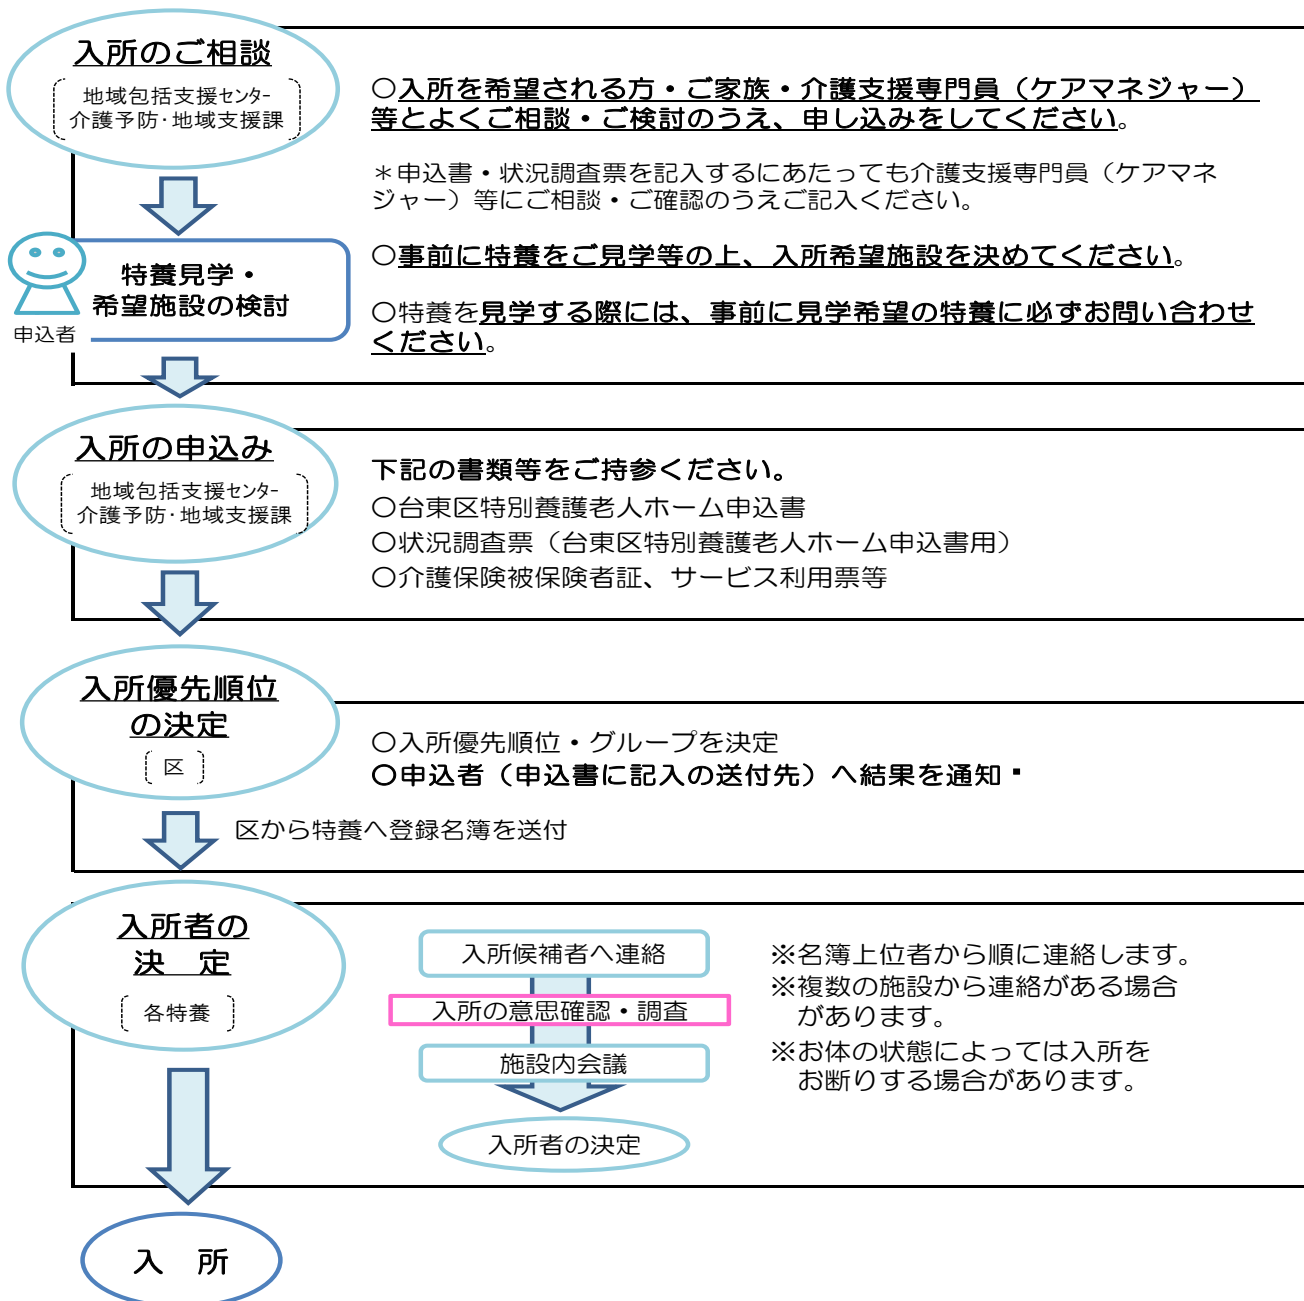 入所のご相談
地域包括支援センター
介護予防・地域支援課
○入所を希望される方・ご家族・介護支援専門員（ケアマネジャー）
等とよくご相談・ご検討のうえ、申し込みをしてください。
＊申込書・状況調査票を記入するにあたっても介護支援専門員（ケアマネ
ジャー）等にご相談・ご確認のうえご記入ください。
申込者
特養見学・
希望施設の検討
○事前に特養をご見学等の上、入所希望施設を決めてください。
○特養を見学する際には、事前に見学希望の特養に必ずお問い合わせ
ください。
入所の申込み
地域包括支援センター
介護予防・地域支援課
下記の書類等をご持参ください。
○台東区特別養護老人ホーム申込書
○状況調査票（台東区特別養護老人ホーム申込書用）
○介護保険被保険者証、サービス利用票等
入所優先順位
の決定
区
○入所優先順位・グループを決定
○申込者（申込書に記入の送付先）へ結果を通知
区から特養へ登録名簿を送付
入所者の
決　定
各特養
入所候補者へ連絡
入所の意思確認・調査
施設内会議
入所者の決定
※名簿上位者から順に連絡します。
※複数の施設から連絡がある場合
があります。
※お体の状態によっては入所を
お断りする場合があります。
入　所